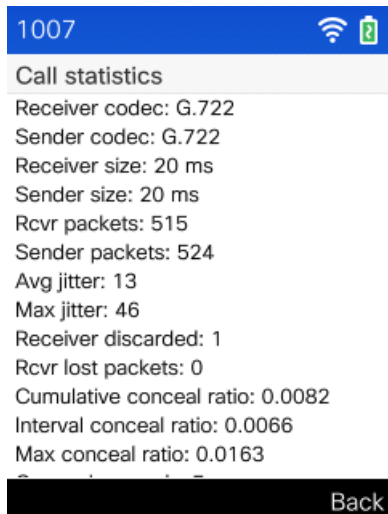 1007
Call statistics
Receiver codec: G.722
Sender codec: G.722
Receiver size: 20 ms
Sender size: 20 ms
Rcvr packets: 515
Sender packets: 524
Avg jitter: 13
Max jitter: 46
Receiver discarded: 1
Rcvr lost packets: 0
Cumulative conceal ratio: 0.0082
Interval conceal ratio: 0.0066
Max conceal ratio: 0.0163
Back